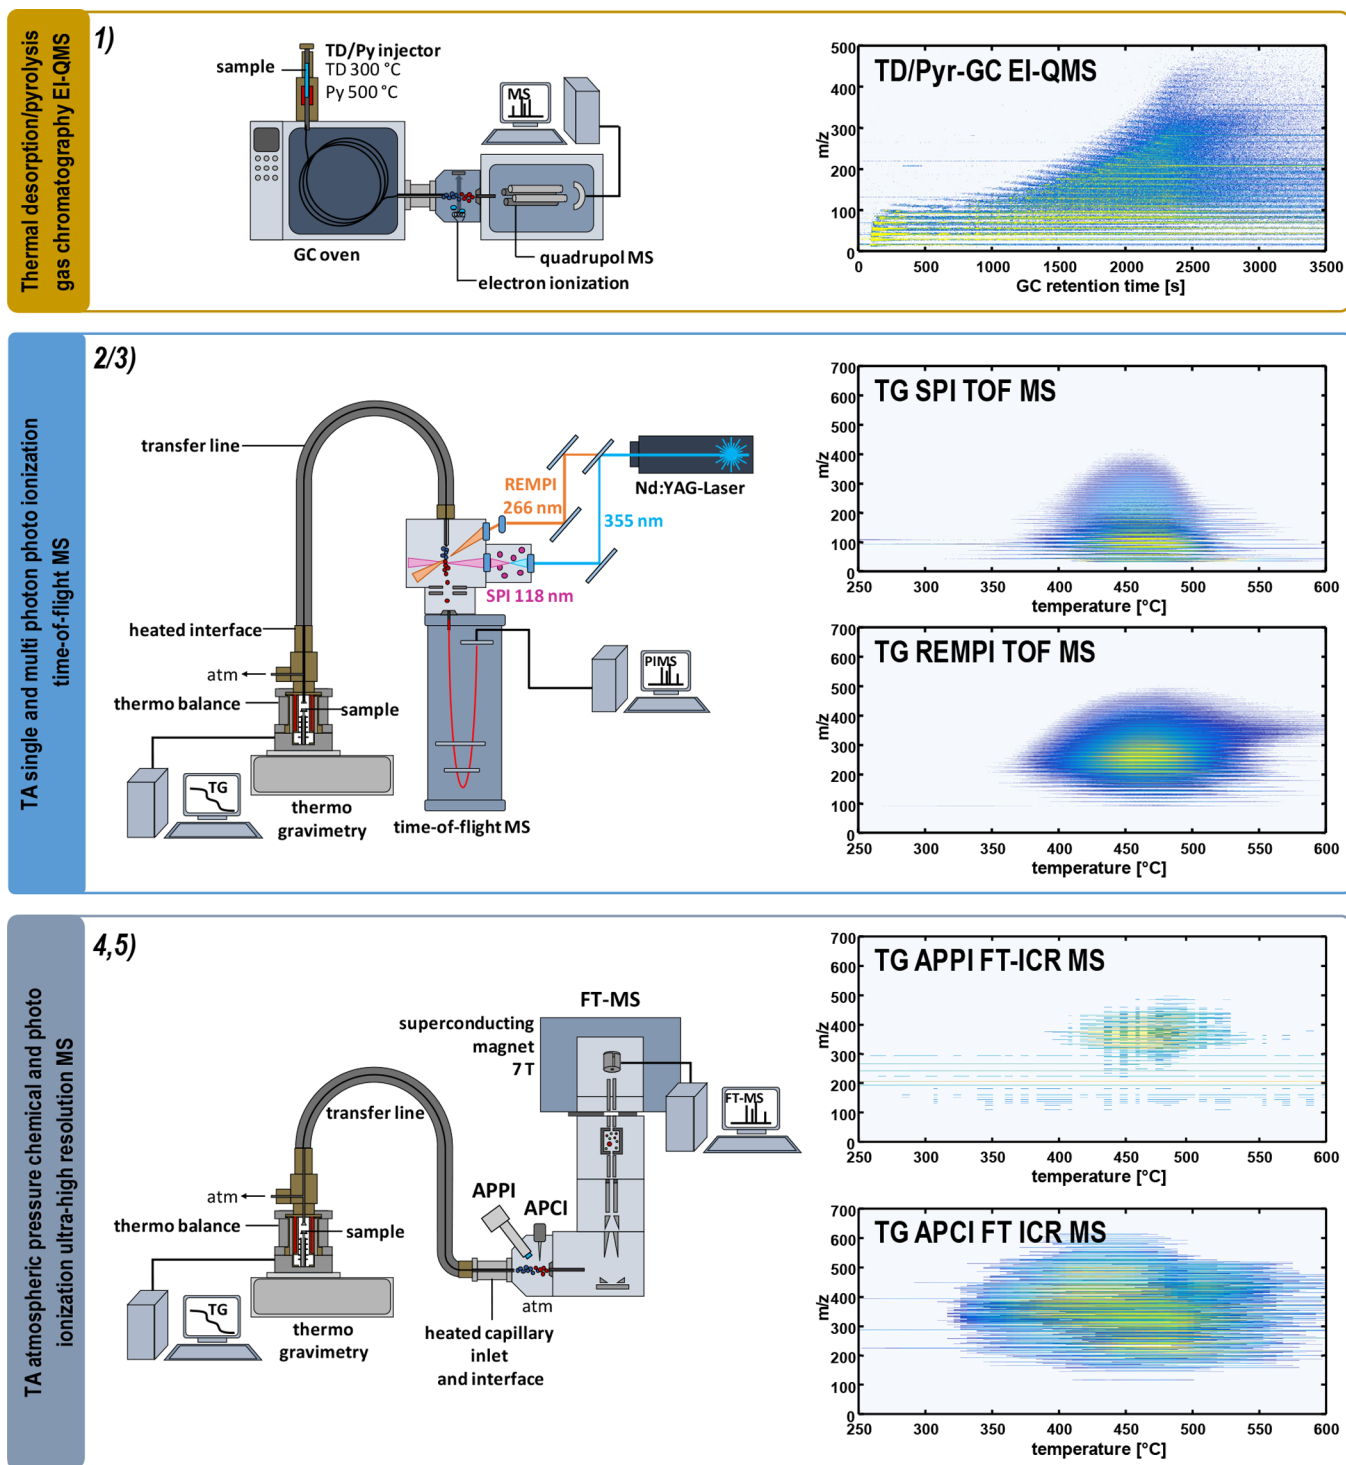 Thermal desorption/pyrolysis
gas chromatography EI-QMS
1)
TD/Py injector
sample
TD 300 °C
Py 500 °C
MS
GC oven
quadrupol MS
electron ionization
TD/Pyr-GC EI-QMS
m/z
500
400
300
200
100
0
0 500 1000 1500 2000 2500 3000 3500
GC retention time [s]
TA single and multi photon photo ionization
time-of-flight MS
2/3)
transfer line
REMPI
266 nm
Nd:YAG-Laser
355 nm
SPI 118 nm
heated interface
atm
thermo balance
sample
PIMS
TG
thermo
gravimetry
time-of-flight MS
TG SPI TOF MS
m/z
700
600
500
400
300
200
100
0
250 300 350 400 450 500 600
temperature [°C]
TG REMPI TOF MS
m/z
700
600
500
400
300
200
100
0
250 300 350 400 450 500 600
temperature [°C]
TA atmospheric pressure chemical and photo
ionization ultra-high resolution MS
4,5)
FT-MS
superconducting
magnet
7 T
transfer line
FT-MS
APPI
APCI
atm
thermo balance
sample
atm
TG
thermo
gravimetry
heated capillary
inlet
and interface
TG APPI FT-ICR MS
m/z
700
600
500
400
300
200
100
0
250 300 350 400 450 500 600
temperature [°C]
TG APCI FT ICR MS
m/z
700
600
500
400
300
200
100
0
250 300 350 400 450 500 600
temperature [°C]